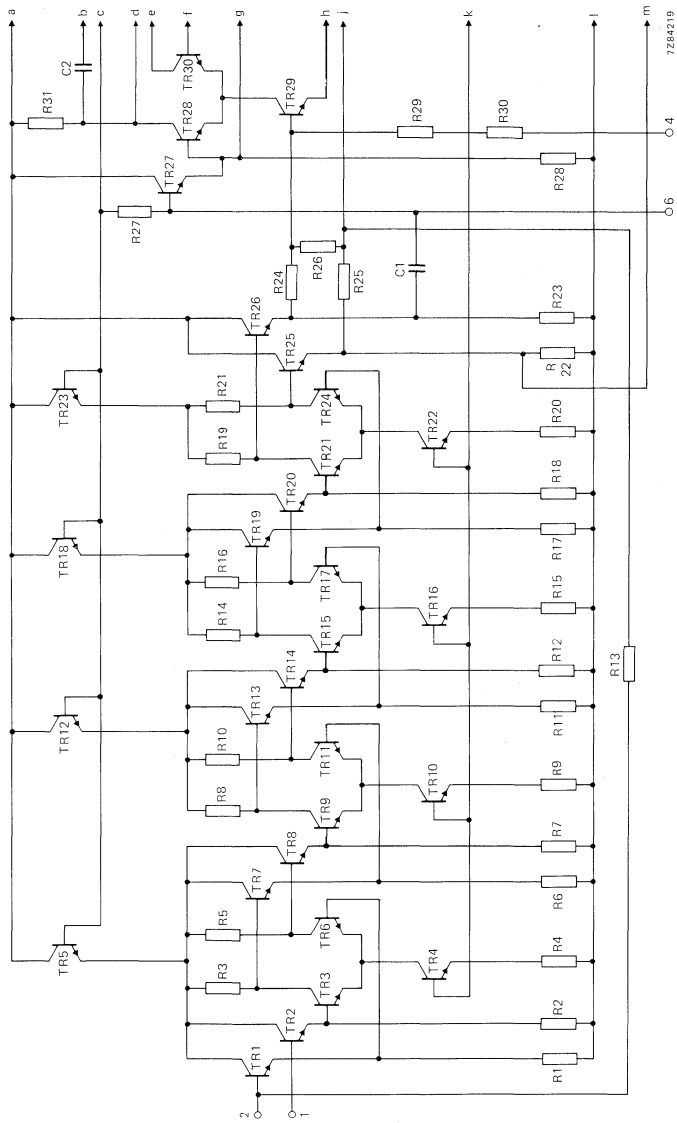 a
b
c
d
e
f
g
h
j
k
l
m
R31
C2
TR30
TR28
TR29
TR27
R27
R29
R30
R28
4
6
7Z84219
TR23
TR18
TR12
TR5
R24
R26
R25
C1
R23
R
22
TR26
TR25
R21
R19
TR24
TR21
TR22
R20
R18
TR20
TR19
R17
R16
R14
TR17
TR15
TR16
R15
R13
R12
TR14
TR13
R11
R10
R8
TR11
TR9
TR10
R9
R7
TR8
TR7
R6
R5
R3
TR6
TR3
TR4
R4
R2
TR2
TR1
R1
2
1